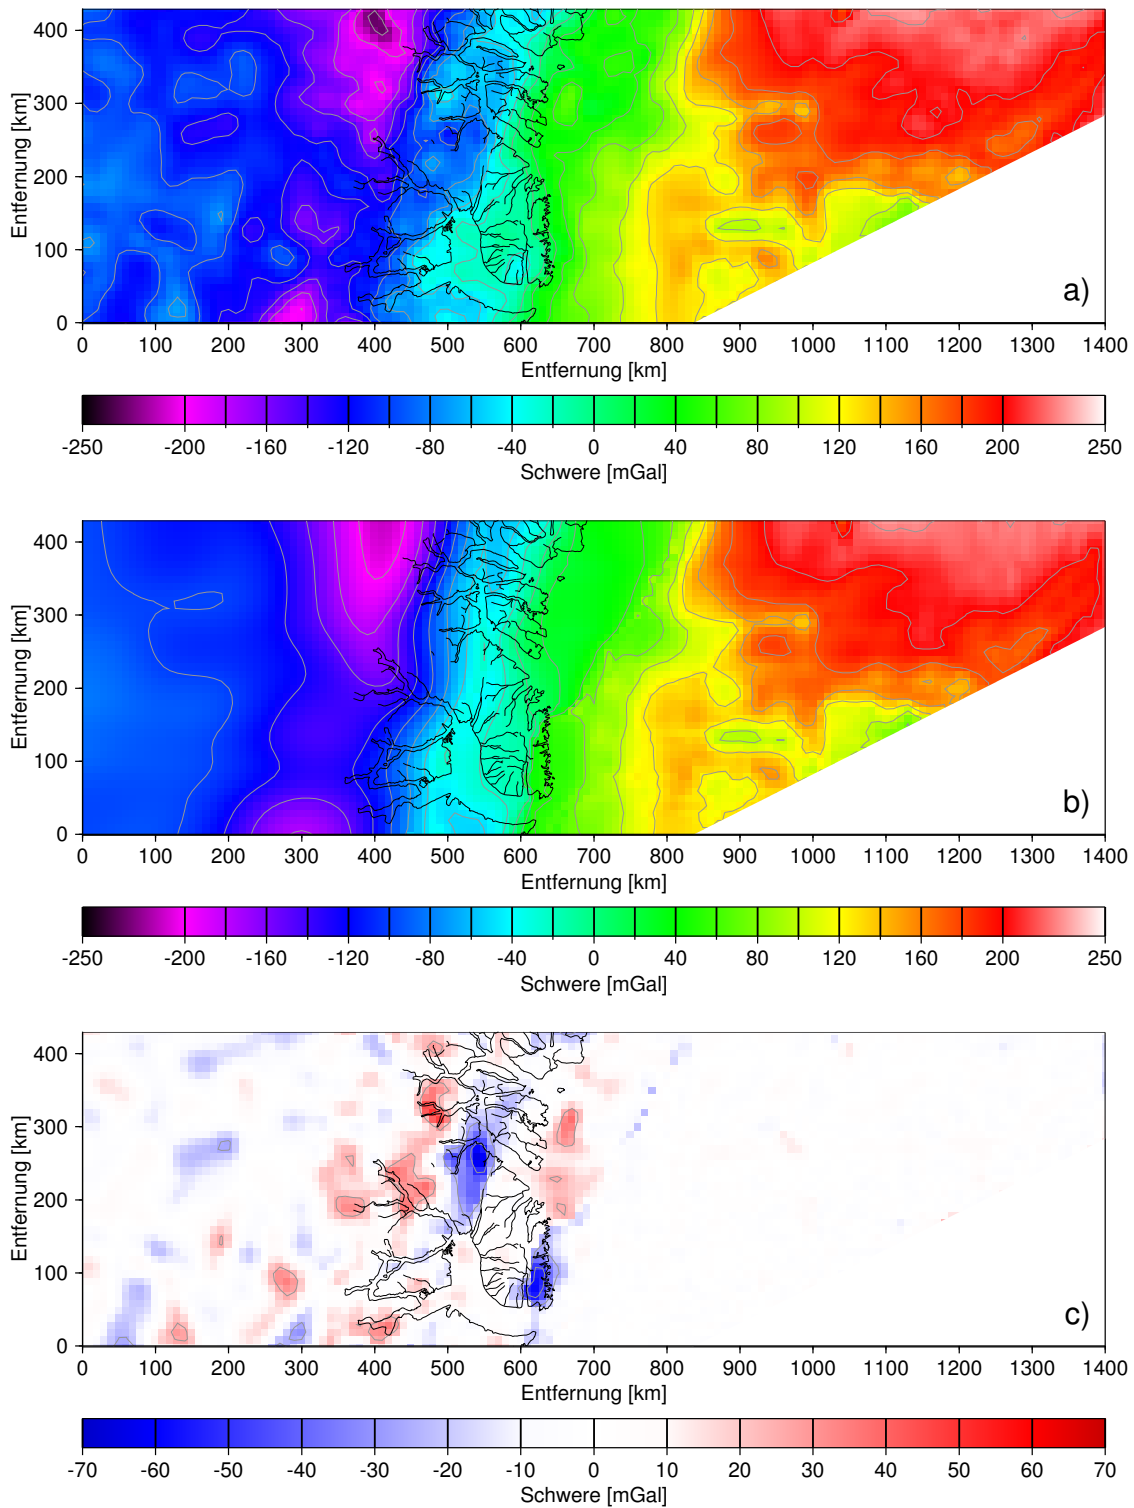 400
300
200
100
0
Entfernung [km]
a)
0 100 200 300 400 500 600 700 800 900 1000 1100 1200 1300 1400
Entfernung [km]
-250 -200 -160 -120 -80 -40 0 40 80 120 160 200 250
Schwere [mGal]
400
300
200
100
0
Entfernung [km]
b)
0 100 200 300 400 500 600 700 800 900 1000 1100 1200 1300 1400
Entfernung [km]
-250 -200 -160 -120 -80 -40 0 40 80 120 160 200 250
Schwere [mGal]
400
300
200
100
0
Entfernung [km]
c)
0 100 200 300 400 500 600 700 800 900 1000 1100 1200 1300 1400
Entfernung [km]
-70 -60 -50 -40 -30 -20 -10 0 10 20 30 40 50 60 70
Schwere [mGal]